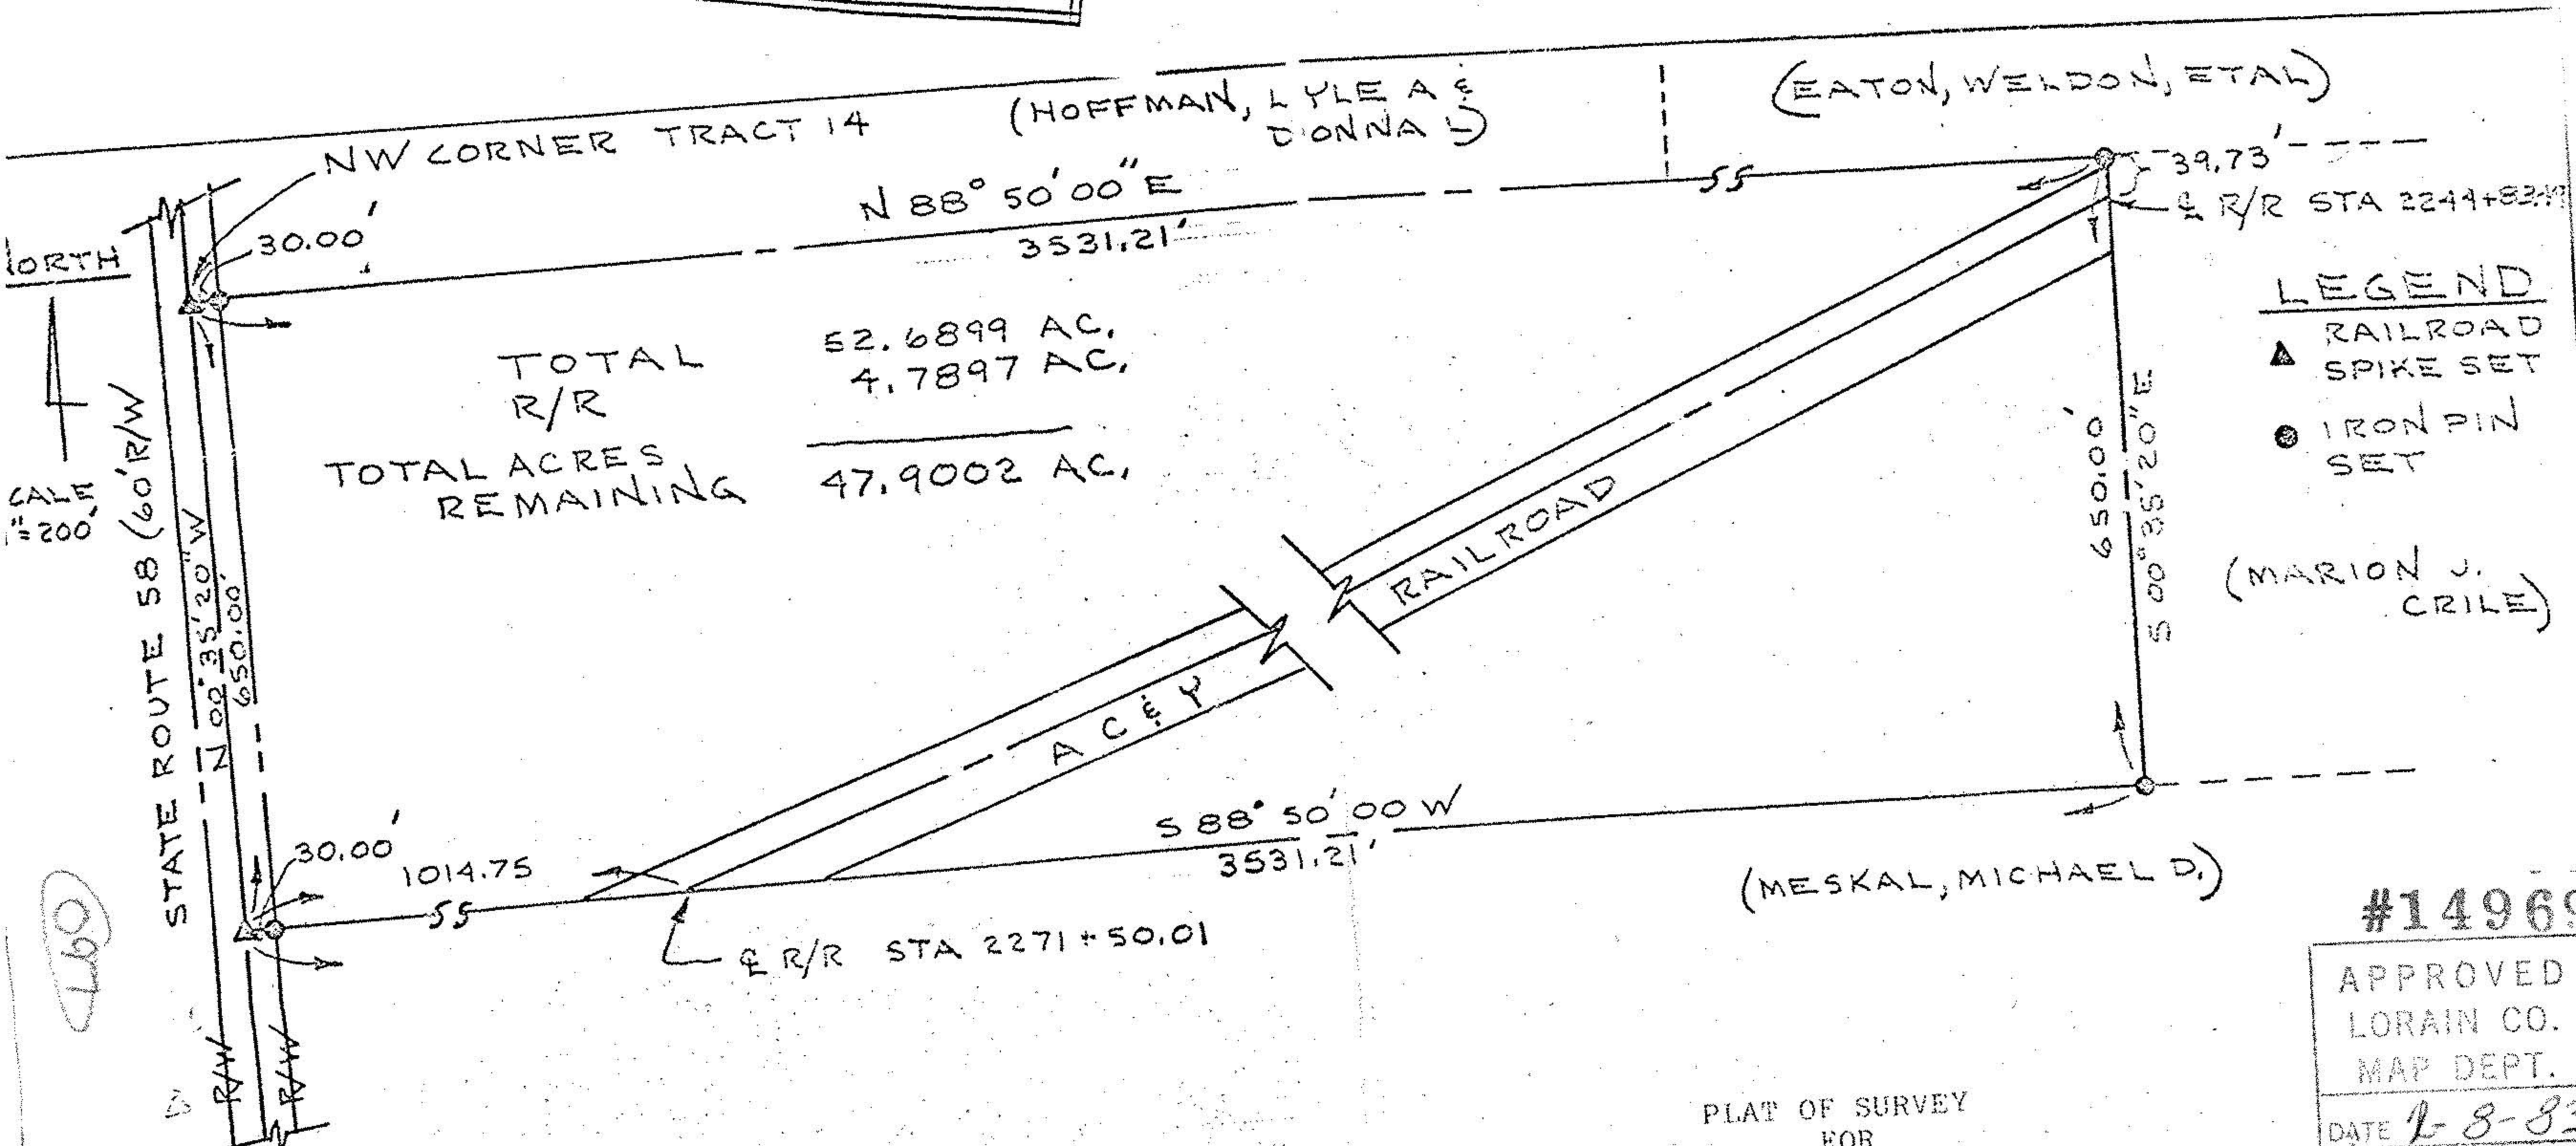 (HOFFMAN, LYLE A &
DONNA L)
(EATON, WELDON, ETAL)
NW CORNER TRACT 14
N 88° 50' 00" E
3531.21'
39.73'
℄ R/R STA 2244+83.49
30.00'
NORTH
LEGEND
RAILROAD
SPIKE SET
IRON PIN
SET
TOTAL 52.6899 AC.
R/R 4.7897 AC.
TOTAL ACRES
REMAINING 47.9002 AC.
SCALE
1"=200'
STATE ROUTE 58 (60' R/W
N 00° 35' 20" W
650.00'
RAILROAD
A C & Y
650.00'
S 00° 35' 20" E
(MARION J.
CRILE)
S 88° 50' 00 W
3531.21'
30.00'
1014.75
℄ R/R STA 2271+50.01
(MESKAL, MICHAEL D.)
R/W
R/W
#14969
APPROVED
LORAIN CO.
MAP DEPT.
DATE
PLAT OF SURVEY
FOR